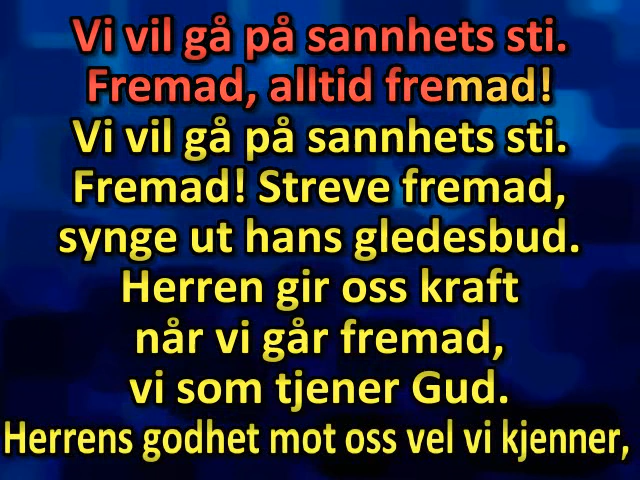 Vi vil gå på sannhets sti.
Fremad, alltid fremad!
Vi vil gå på sannhets sti.
Fremad! Streve fremad,
synge ut hans gledesbud.
Herren gir oss kraft
når vi går fremad,
vi som tjener Gud.
Herrens godhet mot oss vel vi kjenner,